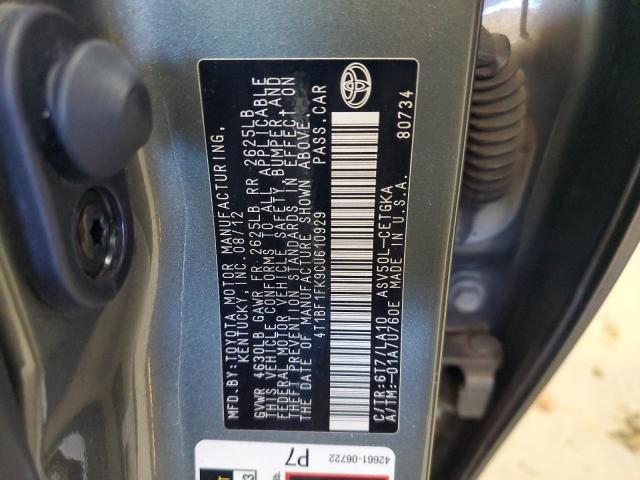 MFD.BY:TOYOTA MOTOR MANUFACTURING,
KENTUCKY, INC. 08/12
GVWR 4630LB GAWR FR 2625LB RR 2625LB
THIS VEHICLE CONFORMS TO ALL APPLICABLE
FEDERAL MOTOR VEHICLE SAFETY BUMPER, AND
THEFT PREVENTION STANDARDS IN EFFECT ON
THE DATE OF MANUFACTURE SHOWN ABOVE.
4T1BF1FK9CU610929 PASS.CAR
C/TR:6T7/LA10 ASV50L-CETGKA
A/TM:-01A/U760E MADE IN U.S.A. 80734
42661-06722
P7